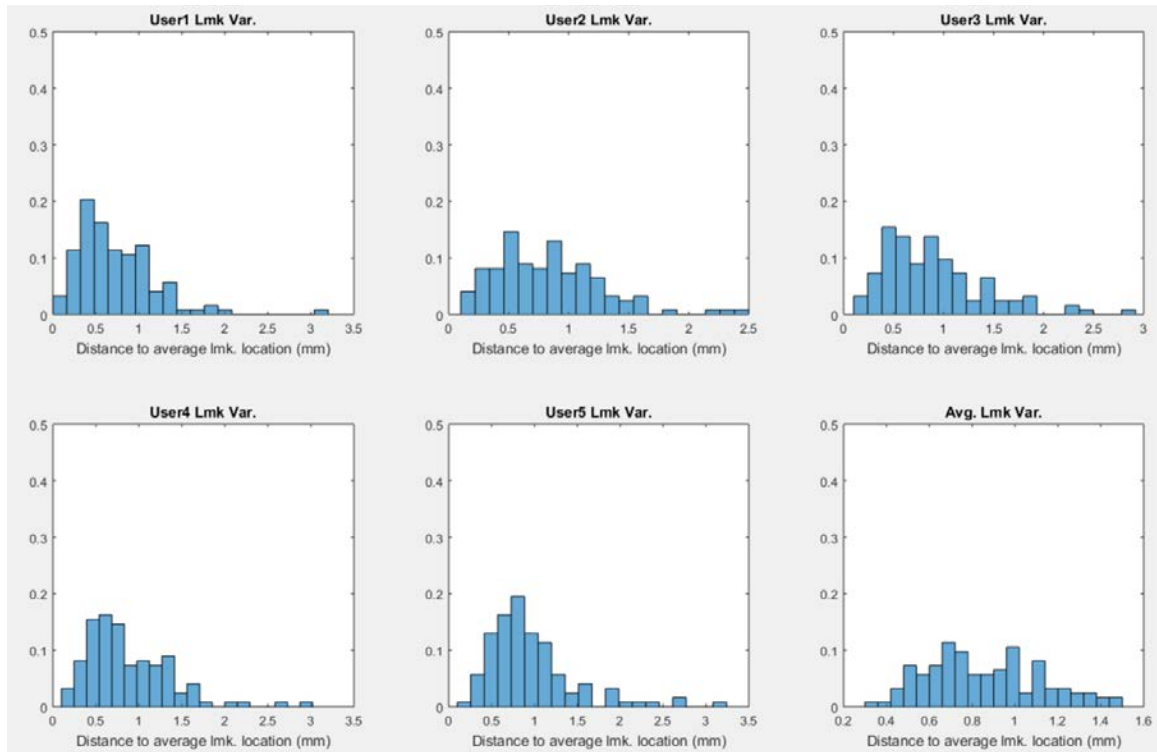 User1 Lmk Var.
0.5
0.4
0.3
0.2
0.1
0
0 0.5 1 1.5 2 2.5 3 3.5
Distance to average lmk. location (mm)
User2 Lmk Var.
0.5
0.4
0.3
0.2
0.1
0
0 0.5 1 1.5 2 2.5
Distance to average lmk. location (mm)
User3 Lmk Var.
0.5
0.4
0.3
0.2
0.1
0
0 0.5 1 1.5 2 2.5 3
Distance to average lmk. location (mm)
User4 Lmk Var.
0.5
0.4
0.3
0.2
0.1
0
0 0.5 1 1.5 2 2.5 3 3.5
Distance to average lmk. location (mm)
User5 Lmk Var.
0.5
0.4
0.3
0.2
0.1
0
0 0.5 1 1.5 2 2.5 3 3.5
Distance to average lmk. location (mm)
Avg. Lmk Var.
0.5
0.4
0.3
0.2
0.1
0
0.2 0.4 0.6 0.8 1 1.2 1.4 1.6
Distance to average lmk. location (mm)